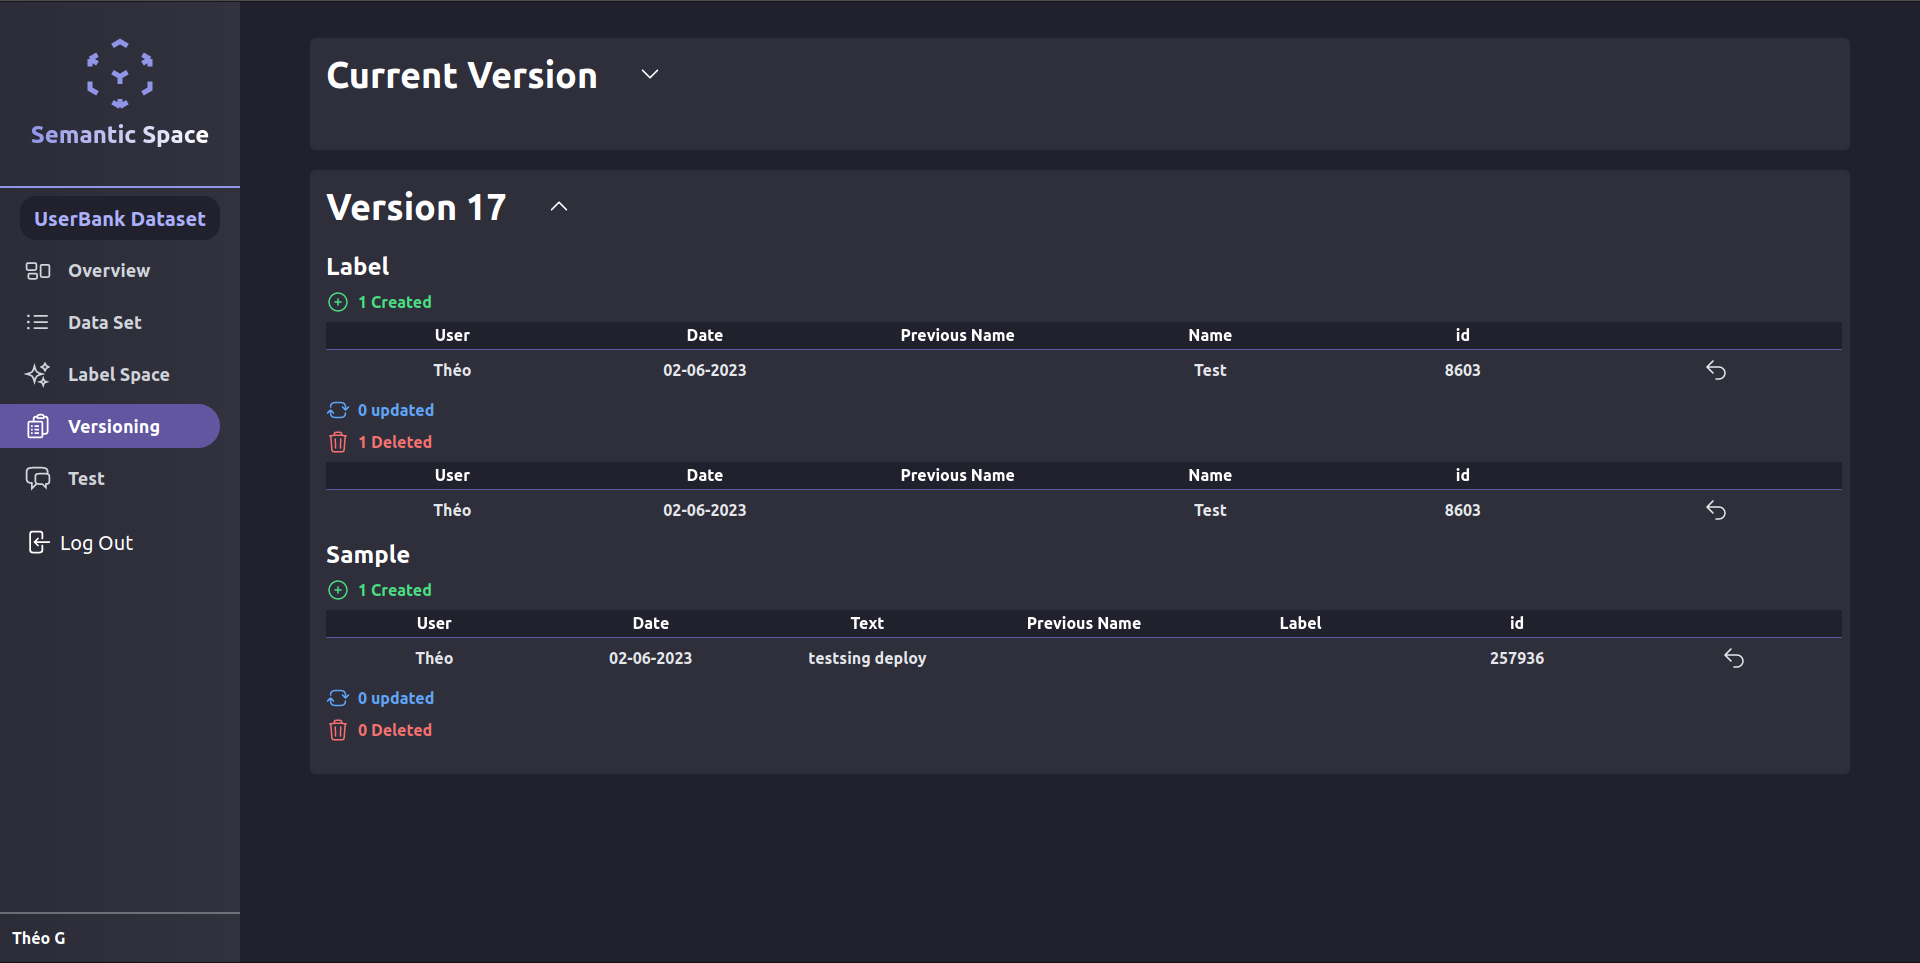 Semantic Space
UserBank Dataset
Overview
Data Set
Label Space
Versioning
Test
Log Out
Théo G
Current Version
Version 17
Label
1 Created
User Date Previous Name Name id
Théo 02-06-2023 Test 8603
0 updated
1 Deleted
User Date Previous Name Name id
Théo 02-06-2023 Test 8603
Sample
1 Created
User Date Text Previous Name Label id
Théo 02-06-2023 testsing deploy 257936
0 updated
0 Deleted